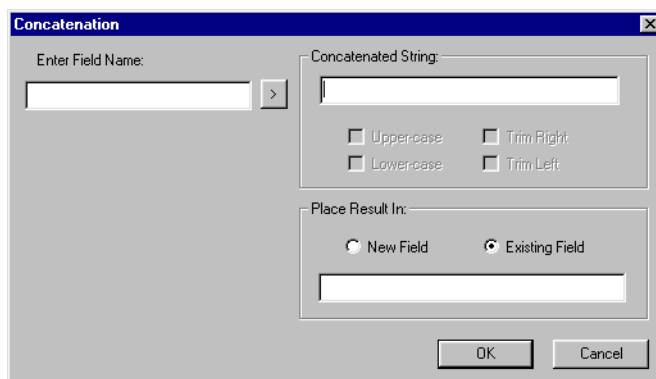 Concatenation
Enter Field Name:
>
Concatenated String:
Upper-case
Trim Right
Lower-case
Trim Left
Place Result In:
New Field
Existing Field
OK
Cancel